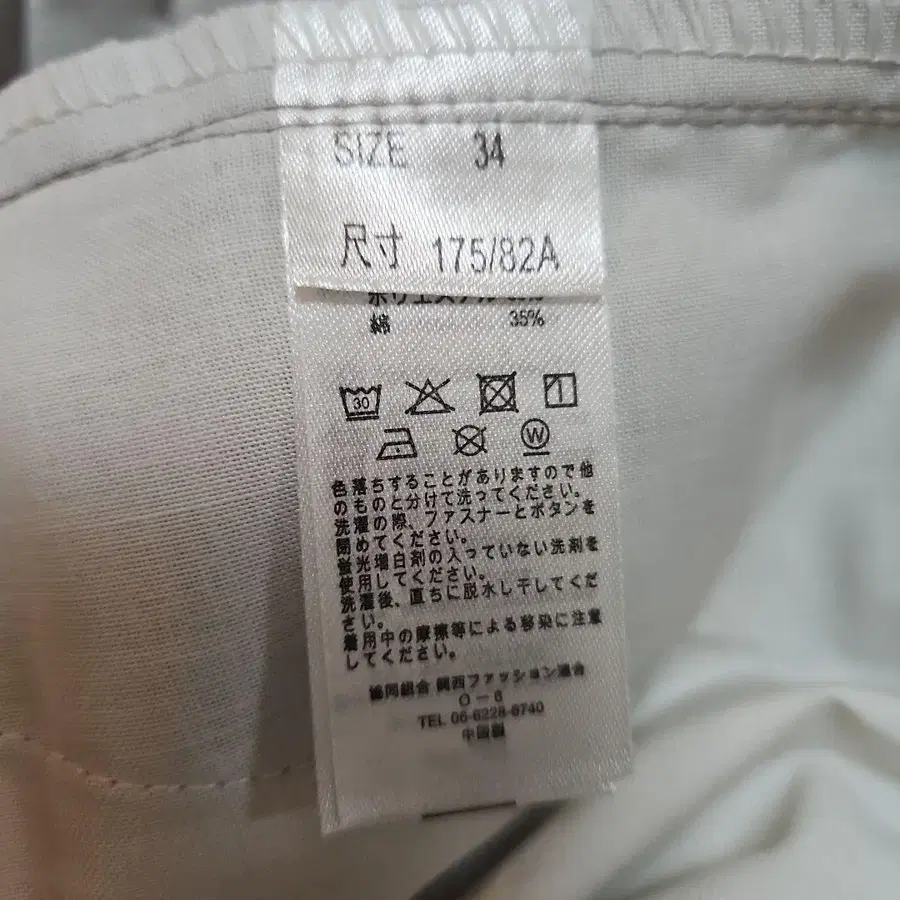 SIZE 34
尺寸 175/82A
ポリエステル
綿 35%
30
W
色落ちすることがありますので他
のものと分けて洗ってください。
洗濯の際、ファスナーとボタンを
閉めてください。
蛍光増白剤の入っていない洗剤を
使用してください。
洗濯後、直ちに脱水し干してくだ
さい。
着用中の摩擦等による移染に注意
してください。
協同組合 関西ファッション連合
O-6
TEL 06-6228-6740
中国製